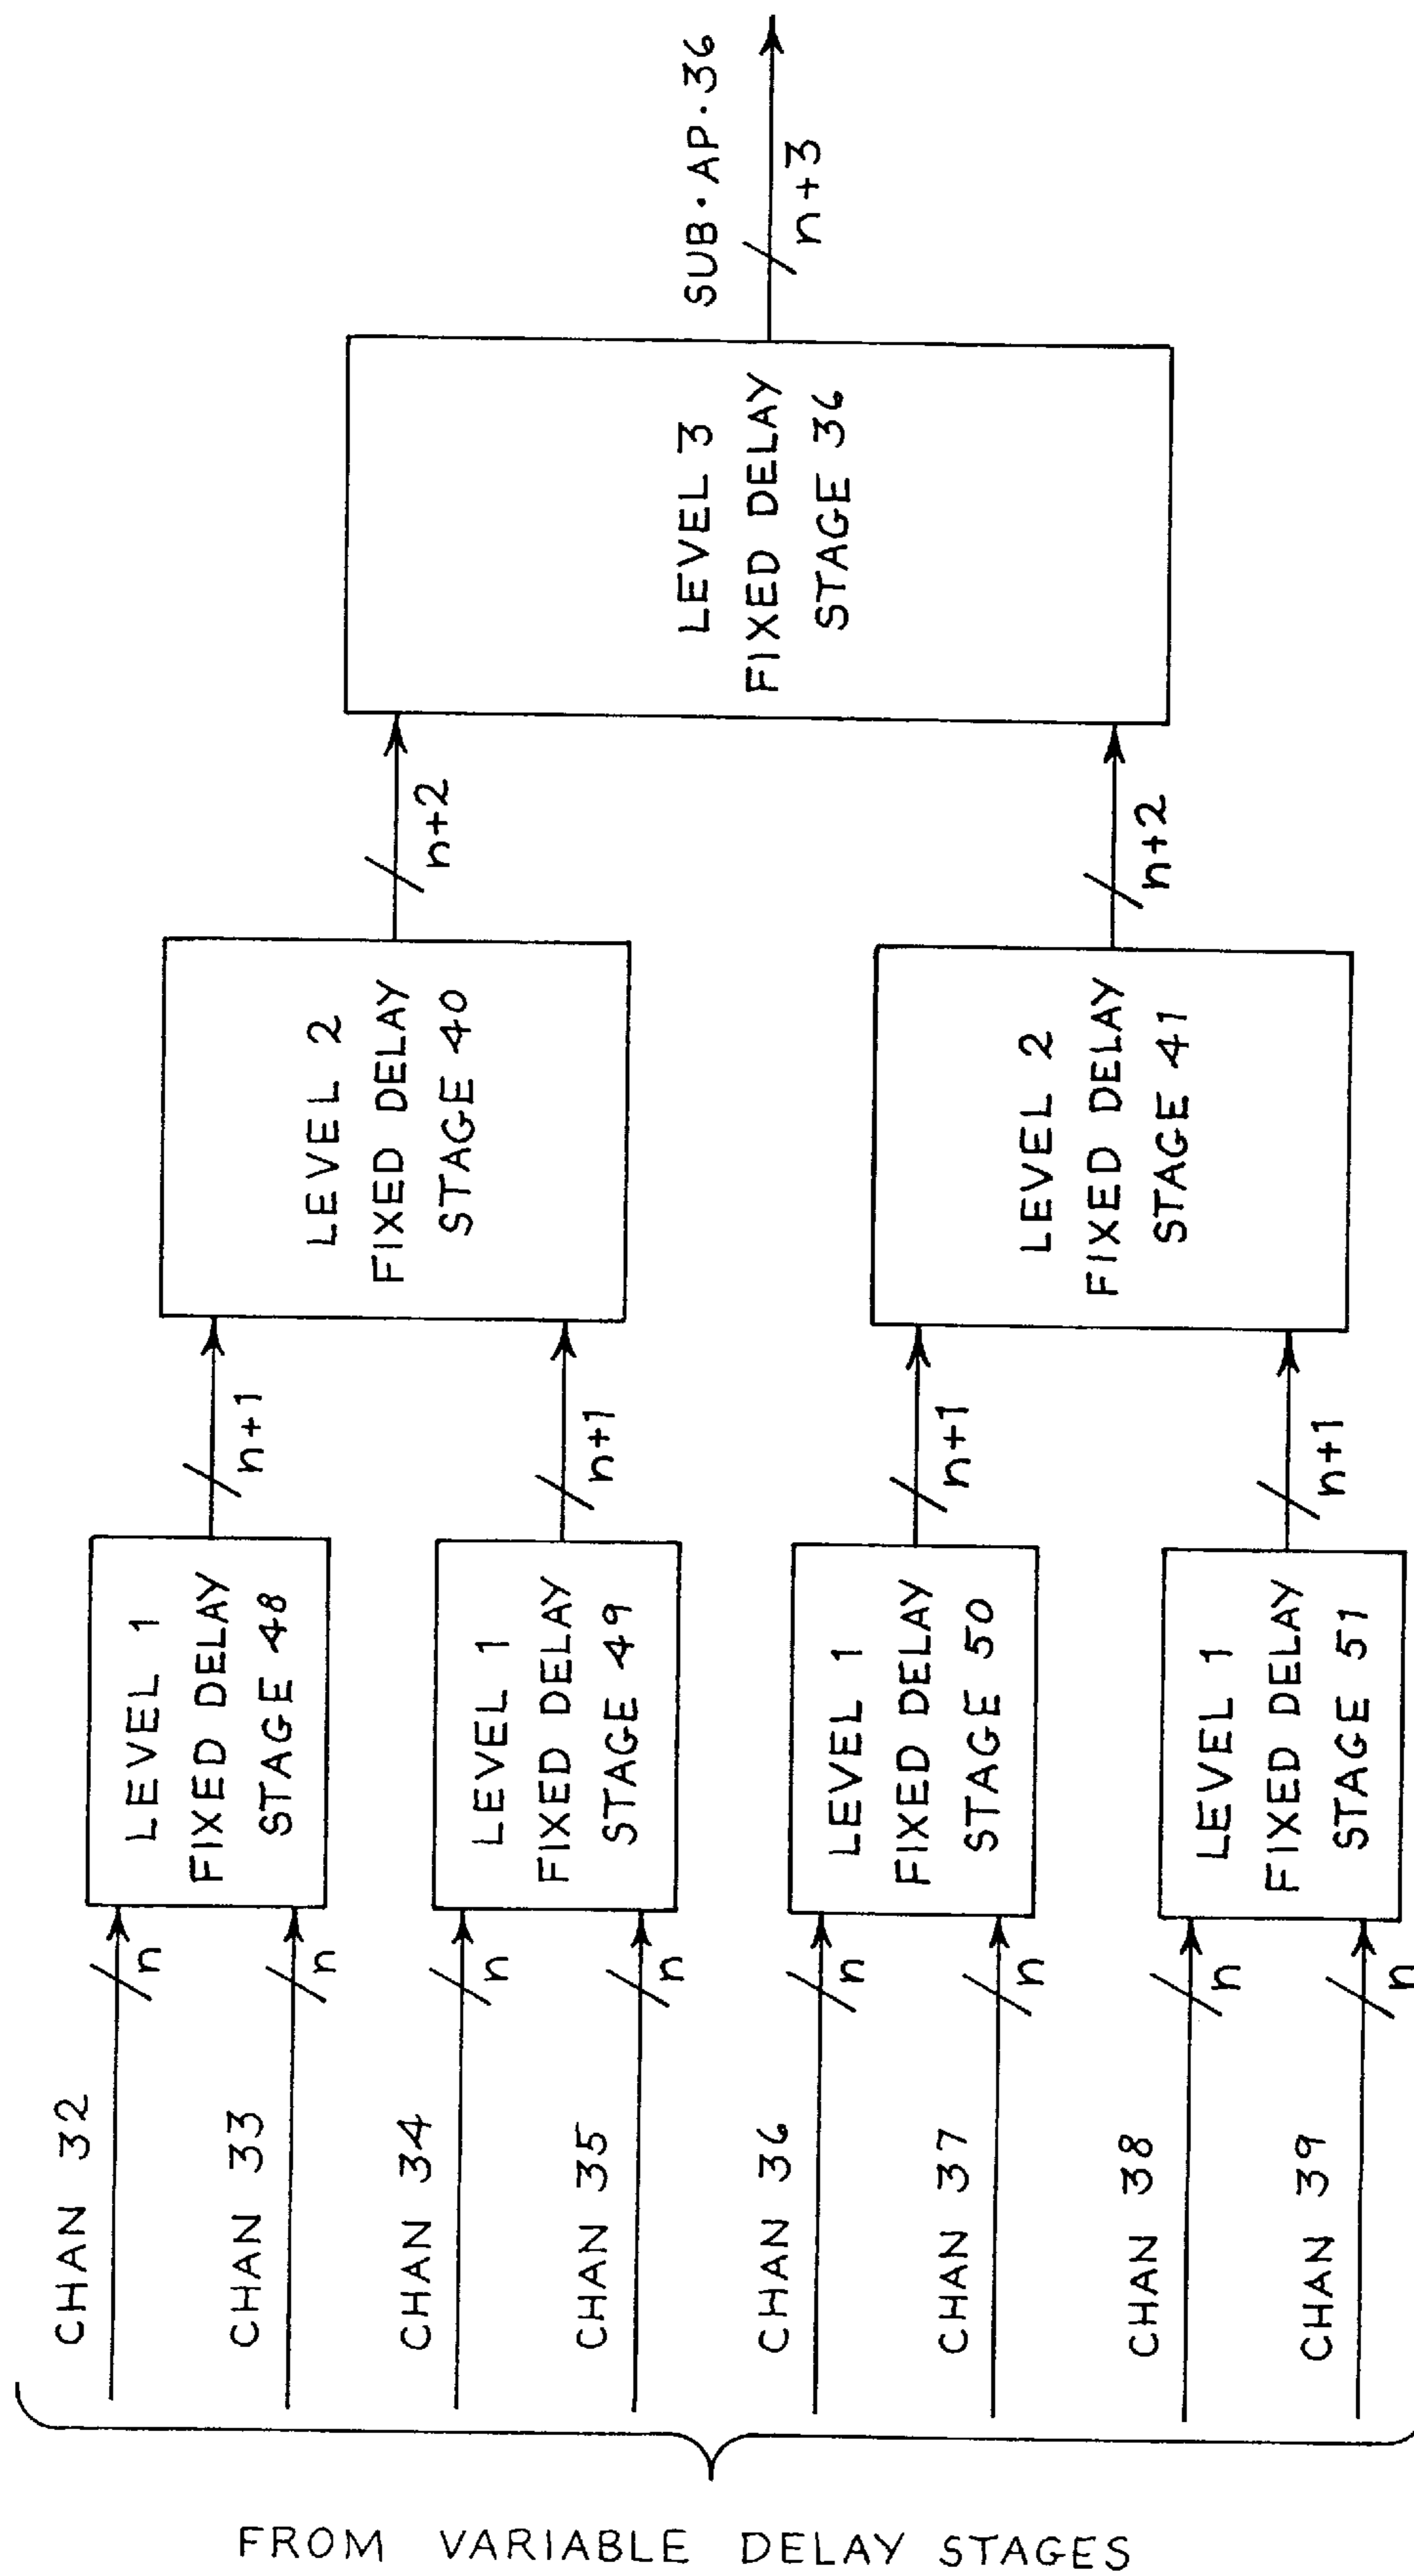 FROM VARIABLE DELAY STAGES
CHAN 32
n
CHAN 33
n
CHAN 34
n
CHAN 35
n
CHAN 36
n
CHAN 37
n
CHAN 38
n
CHAN 39
n
LEVEL 1
FIXED DELAY
STAGE 48
n+1
LEVEL 1
FIXED DELAY
STAGE 49
n+1
LEVEL 1
FIXED DELAY
STAGE 50
n+1
LEVEL 1
FIXED DELAY
STAGE 51
n+1
LEVEL 2
FIXED DELAY
STAGE 40
n+2
LEVEL 2
FIXED DELAY
STAGE 41
n+2
LEVEL 3
FIXED DELAY
STAGE 36
SUB·AP·36
n+3